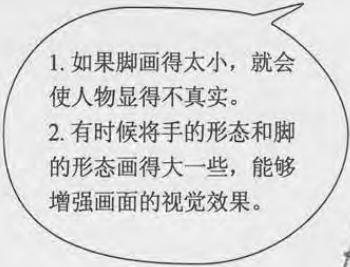 1. 如果脚画得太小，就会
使人物显得不真实。
2. 有时候将手的形态和脚
的形态画得大一些，能够
增强画面的视觉效果。